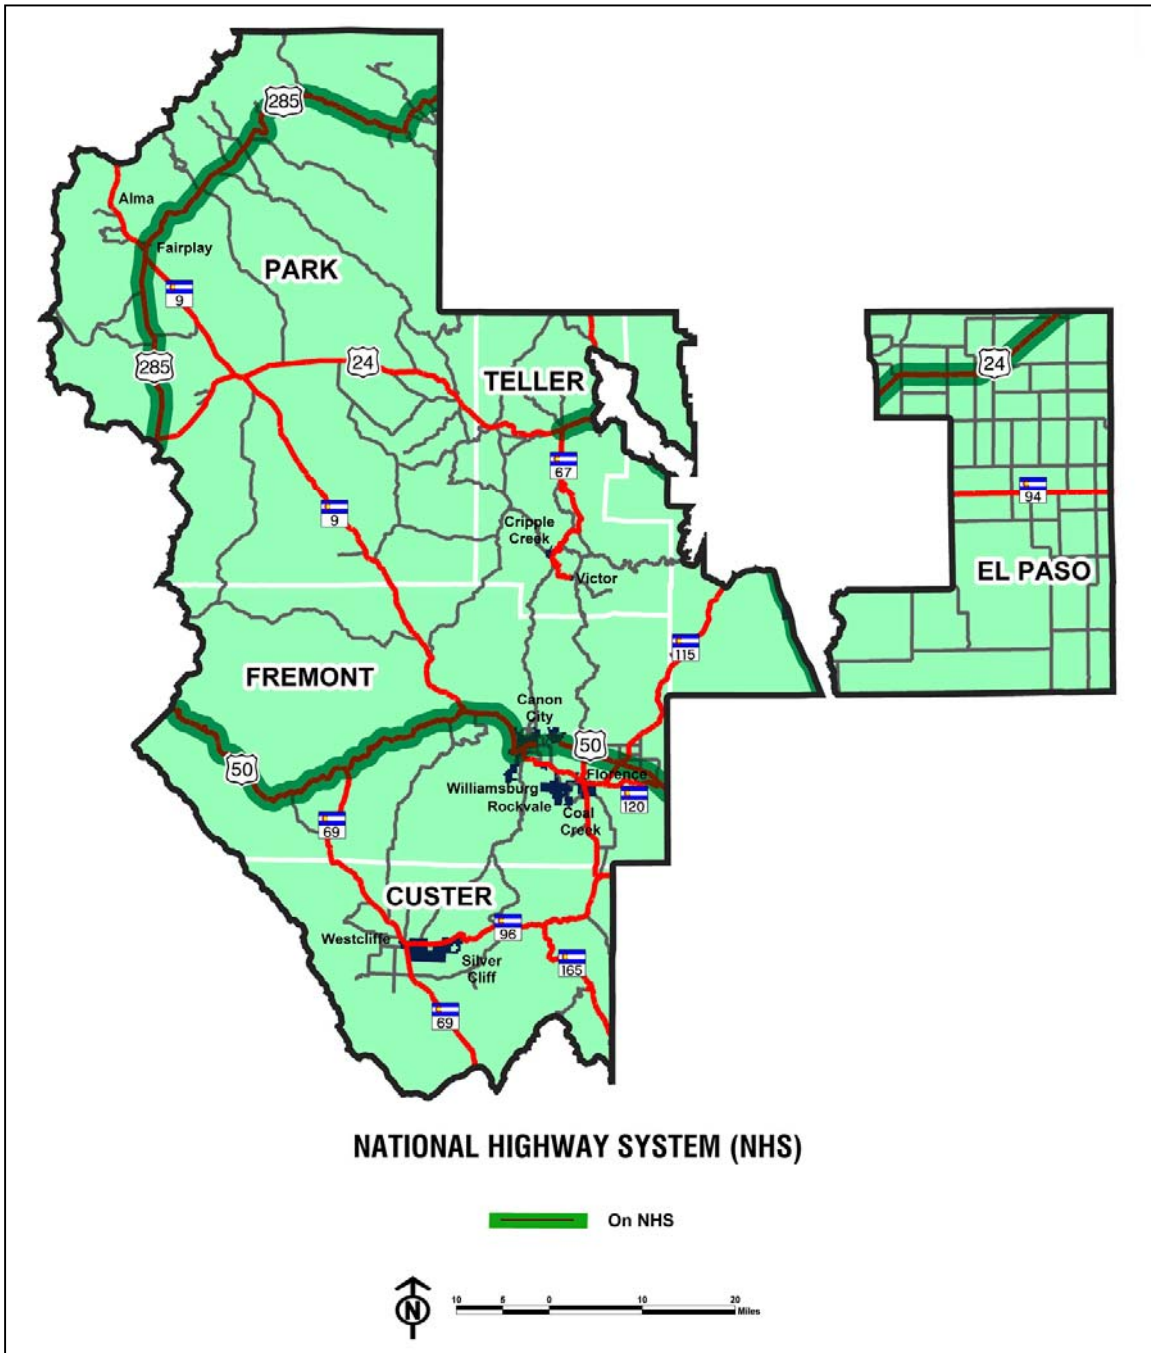 285
Alma
Fairplay
PARK
9
285
24
TELLER
24
67
9
94
Cripple
Creek
Victor
EL PASO
115
FREMONT
Canon
City
50
50
Florence
Williamsburg
Rockvale
120
Coal
Creek
69
CUSTER
96
Westcliffe
Silver
Cliff
165
69
NATIONAL HIGHWAY SYSTEM (NHS)
On NHS
N
10 5 0 10 20
Miles